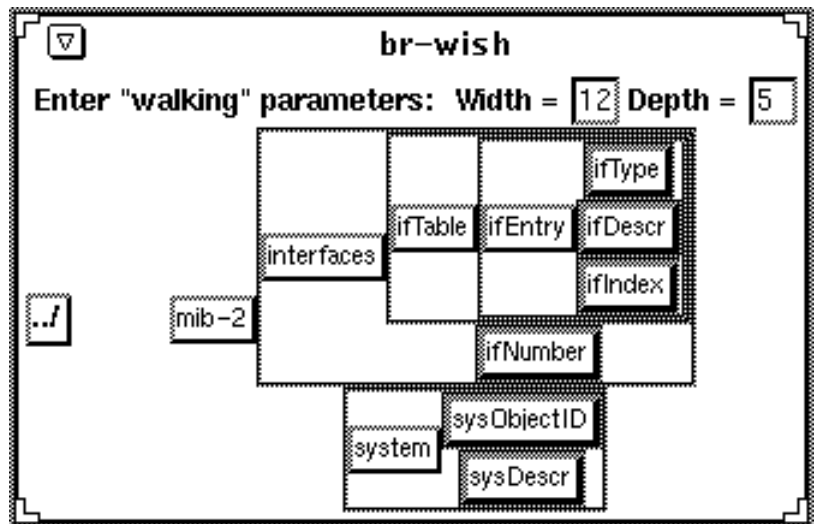 br-wish
Enter "walking" parameters: Width = 12 Depth = 5
ifType
ifTable ifEntry ifDescr
interfaces
ifIndex
../ mib-2
ifNumber
sysObjectID
system
sysDescr